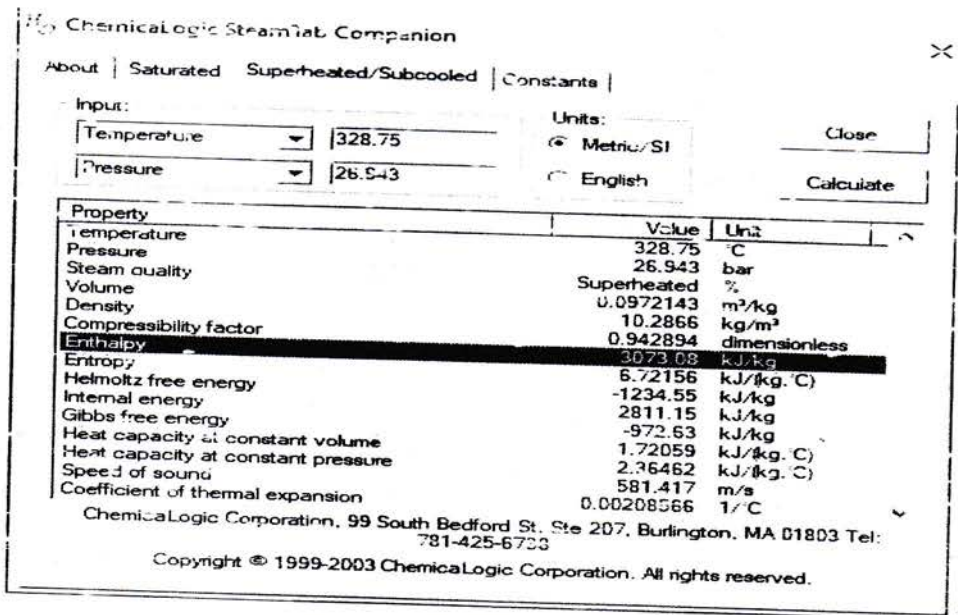 ChemicaLogic SteamTab Companion
About Saturated Superheated/Subcooled Constants
Input: Units:
Temperature 328.75 Metric/SI Close
Pressure 26.943 English Calculate
Property Value Unit
Temperature 328.75 °C
Pressure 26.943 bar
Steam quality Superheated %
Volume 0.0972143 m³/kg
Density 10.2866 kg/m³
Compressibility factor 0.942894 dimensionless
Enthalpy 3073.08 kJ/kg
Entropy 6.72156 kJ/(kg.°C)
Helmoltz free energy -1234.55 kJ/kg
Internal energy 2811.15 kJ/kg
Gibbs free energy -972.63 kJ/kg
Heat capacity at constant volume 1.72059 kJ/(kg.°C)
Heat capacity at constant pressure 2.36462 kJ/(kg.°C)
Speed of sound 581.417 m/s
Coefficient of thermal expansion 1/°C
ChemicaLogic Corporation, 99 South Bedford St. Ste 207, Burlington, MA 01803 Tel:
Copyright © 1999-2003 ChemicaLogic Corporation. All rights reserved.